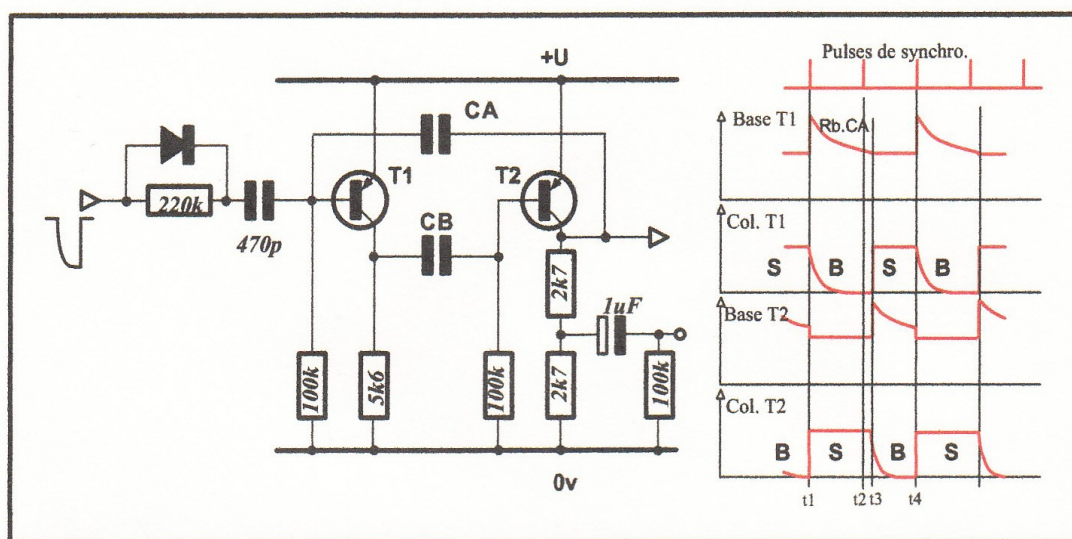 +U
Pulses de synchro.
CA
Base T1
Rb.CA
T1
T2
220k
470p
CB
Col. T1
S B S B
2k7
1uF
Base T2
100k
5k6
100k
2k7
100k
Col. T2
B S B S
0v
t1 t2 t3 t4